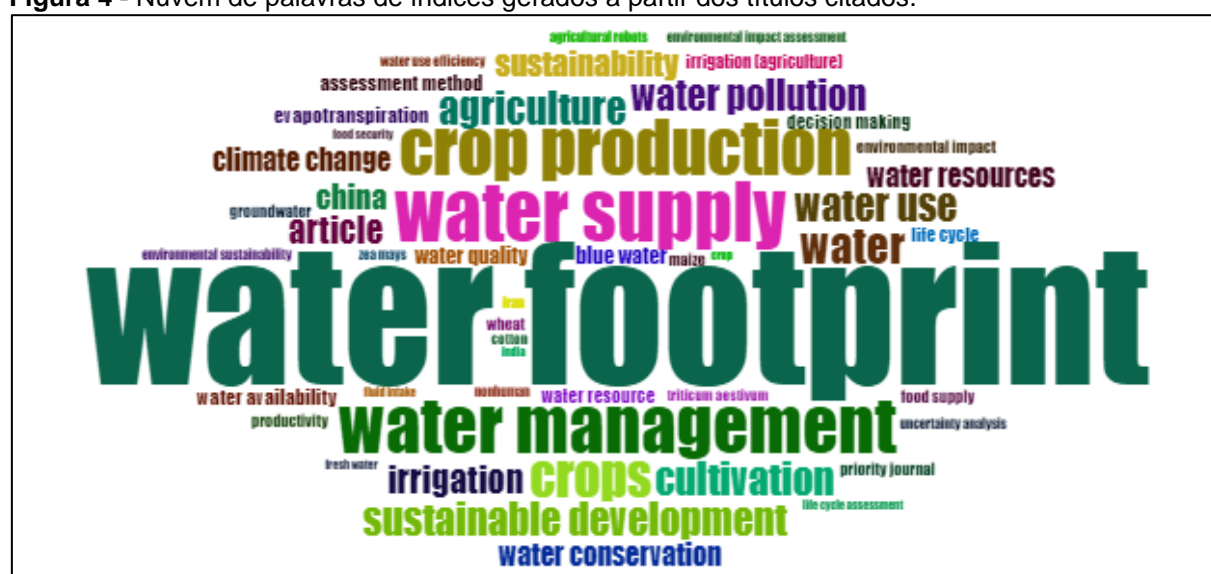 Figura 4 - Nuvem de palavras de índices gerados a partir dos títulos citados.
agricultural robots environmental impact assessment
water use efficiency sustainability irrigation (agriculture)
assessment method
evapotranspiration agriculture water pollution
decision making
food security
climate change crop production environmental impact
water resources
china
groundwater water supply water use
article water life cycle
environmental sustainability zea mays water quality blue water maize crop
water footprint
iran
wheat
cotton
india
water availability fluid intake nonhuman water resource triticum aestivum food supply
productivity water management uncertainty analysis
fresh water irrigation crops cultivation priority journal
life cycle assessment
sustainable development
water conservation